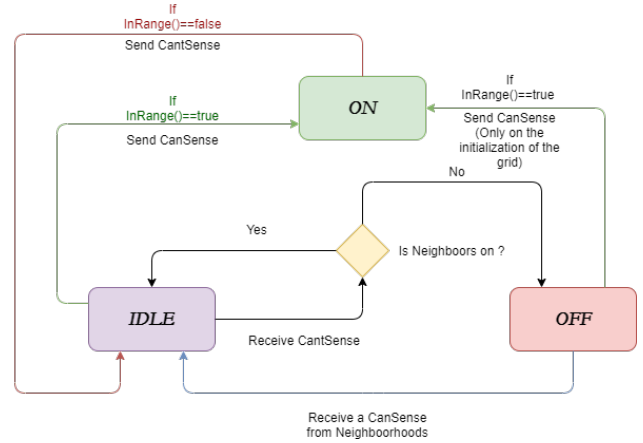 If
InRange()==false
Send CantSense
If
InRange()==true
Send CanSense
ON
If
InRange()==true
Send CanSense
(Only on the
initialization of the
grid)
No
Yes
Is Neighbors on ?
IDLE
OFF
Receive CantSense
Receive a CanSense
from Neighboorhoods